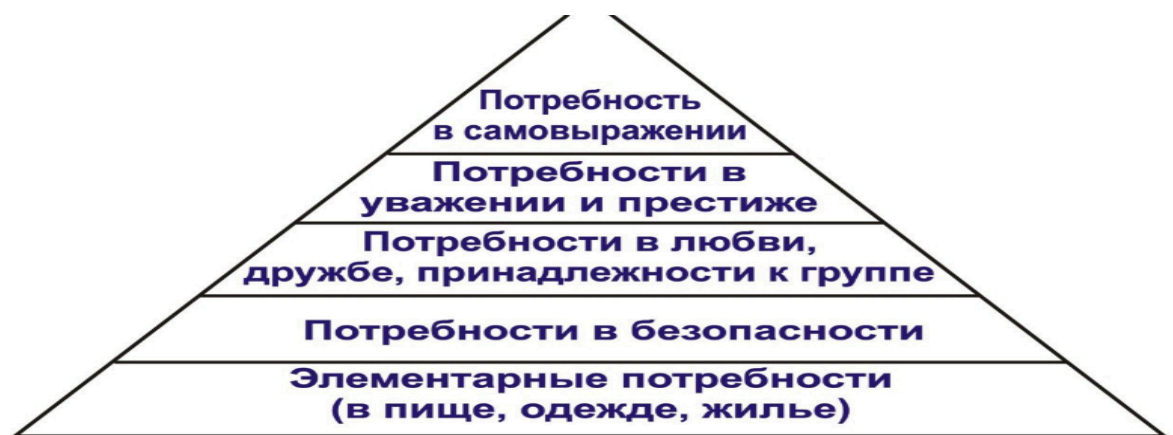 Потребность
в самовыражении
Потребности в
уважении и престиже
Потребности в любви,
дружбе, принадлежности к группе
Потребности в безопасности
Элементарные потребности
(в пище, одежде, жилье)